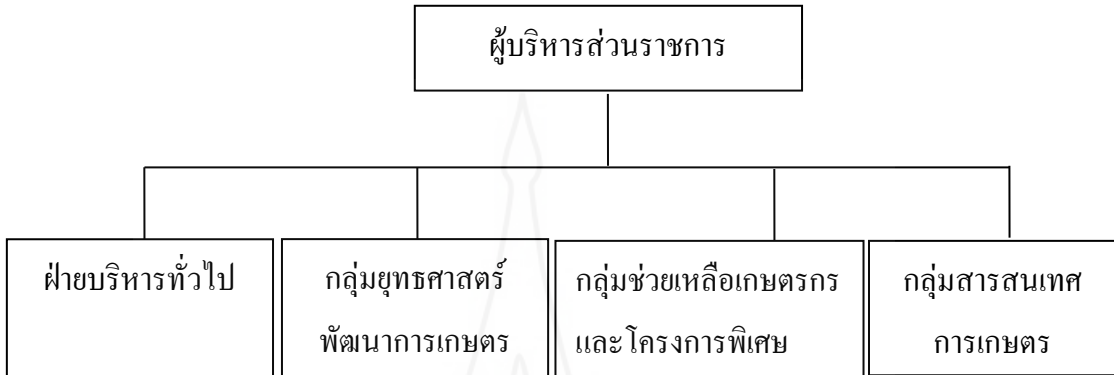 ผู้บริหารส่วนราชการ
ฝ่ายบริหารทั่วไป
กลุ่มยุทธศาสตร์
พัฒนาการเกษตร
กลุ่มช่วยเหลือเกษตรกร
และโครงการพิเศษ
กลุ่มสารสนเทศ
การเกษตร